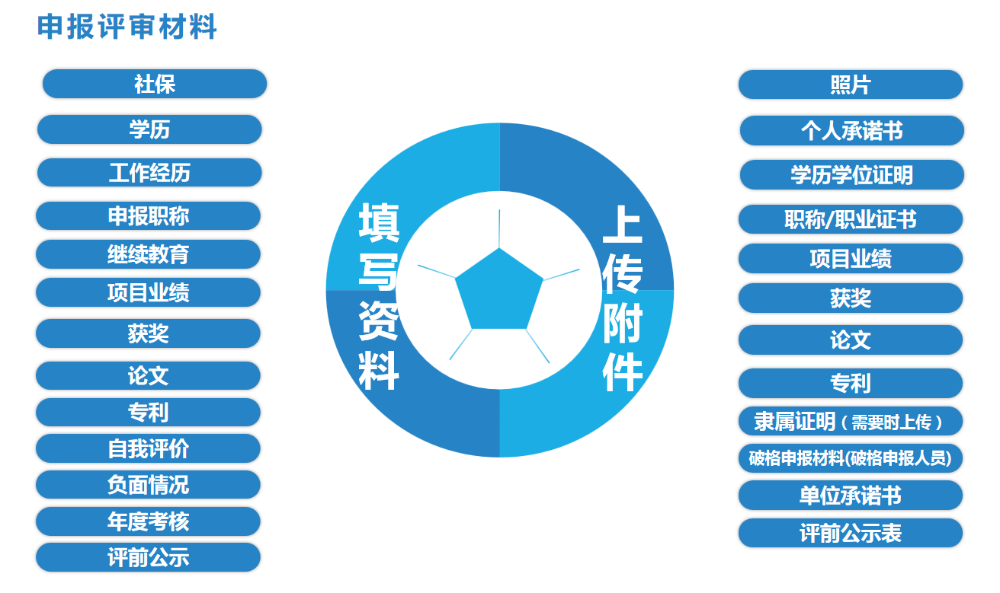 申报评审材料
社保
学历
工作经历
申报职称
继续教育
项目业绩
获奖
论文
专利
自我评价
负面情况
年度考核
评前公示
填写资料
上传附件
照片
个人承诺书
学历学位证明
职称/职业证书
项目业绩
获奖
论文
专利
隶属证明（需要时上传）
破格申报材料(破格申报人员)
单位承诺书
评前公示表